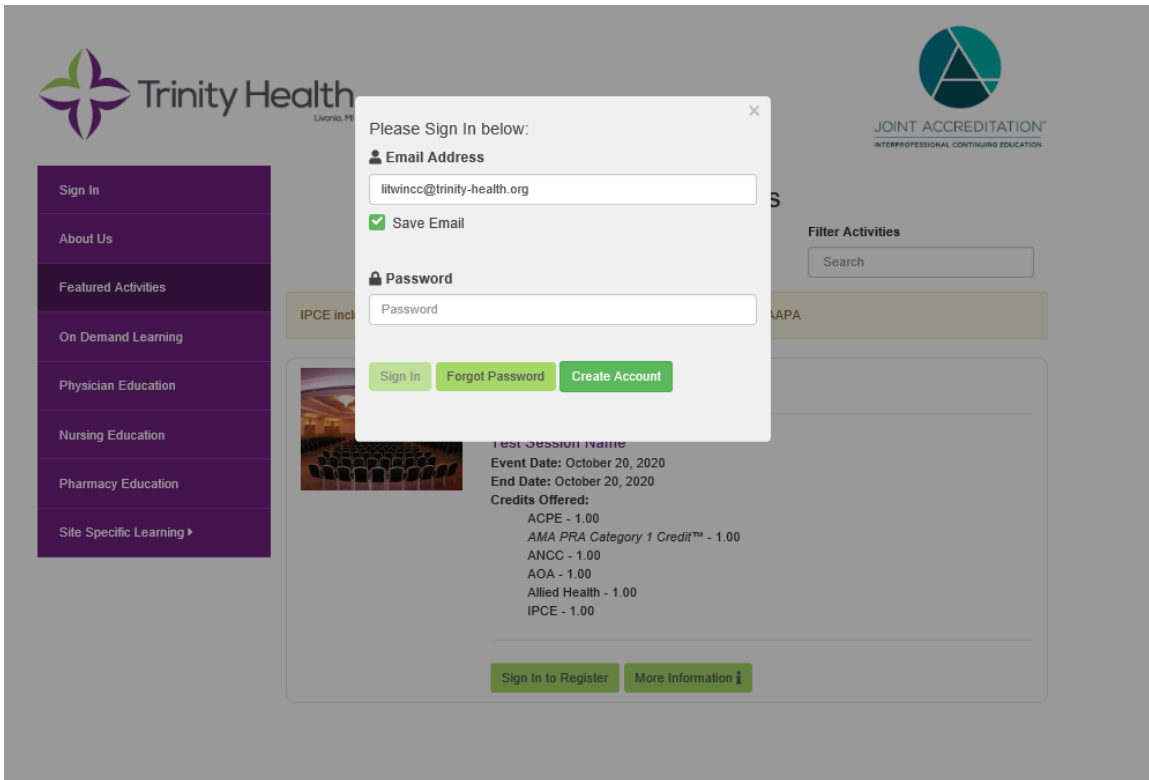 Trinity Health
Livonia, MI
JOINT ACCREDITATION™
INTERPROFESSIONAL CONTINUING EDUCATION
Sign In
About Us
Featured Activities
On Demand Learning
Physician Education
Nursing Education
Pharmacy Education
Site Specific Learning
×
Please Sign In below:
Email Address
litwincc@trinity-health.org
Save Email
Password
Password
Sign In Forgot Password Create Account
s
Filter Activities
Search
IPCE incl
AAPA
Test Session Name
Event Date: October 20, 2020
End Date: October 20, 2020
Credits Offered:
ACPE - 1.00
AMA PRA Category 1 Credit™ - 1.00
ANCC - 1.00
AOA - 1.00
Allied Health - 1.00
IPCE - 1.00
Sign In to Register More Information